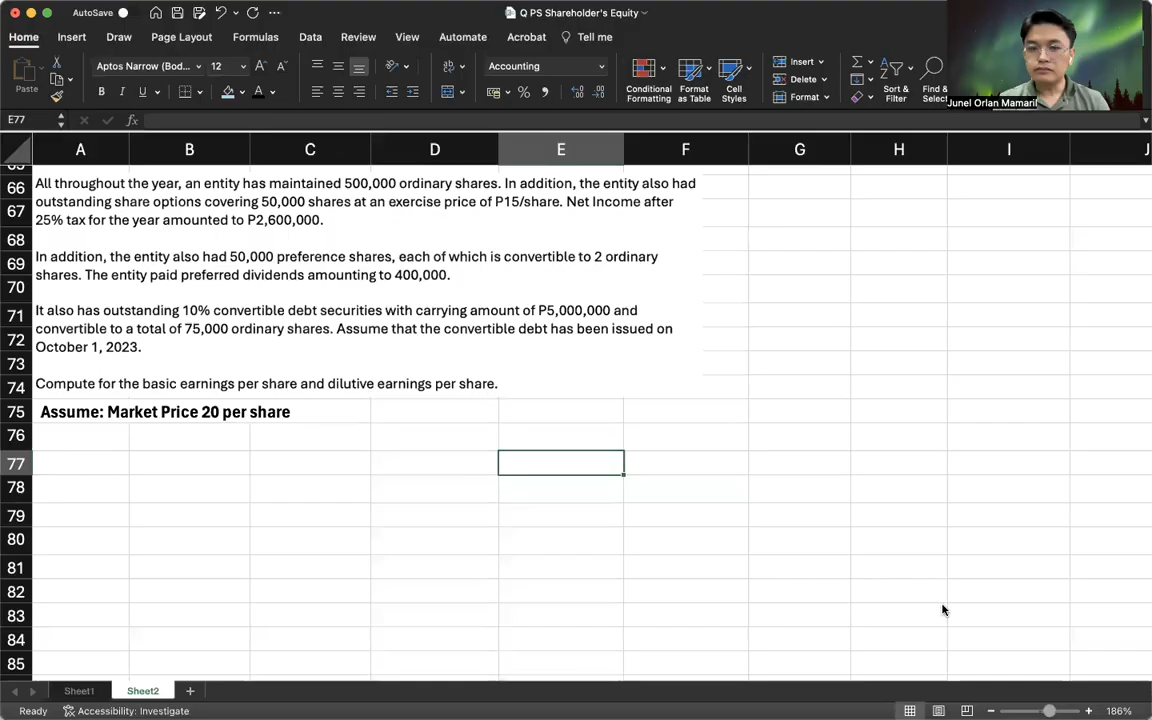 AutoSave
Q PS Shareholder's Equity
Home Insert Draw Page Layout Formulas Data Review View Automate Acrobat Tell me
Paste
Aptos Narrow (Bod... 12
B I U
Accounting
Conditional Formatting
Format as Table
Cell Styles
Insert
Delete
Format
Sort & Filter
Find & Select
Junel Orlan Mamaril
E77 fx
A B C D E F G H I J
66 All throughout the year, an entity has maintained 500,000 ordinary shares. In addition, the entity also had
67 outstanding share options covering 50,000 shares at an exercise price of P15/share. Net Income after
25% tax for the year amounted to P2,600,000.
68
69 In addition, the entity also had 50,000 preference shares, each of which is convertible to 2 ordinary
70 shares. The entity paid preferred dividends amounting to 400,000.
71 It also has outstanding 10% convertible debt securities with carrying amount of P5,000,000 and
72 convertible to a total of 75,000 ordinary shares. Assume that the convertible debt has been issued on
October 1, 2023.
73
74 Compute for the basic earnings per share and dilutive earnings per share.
75 Assume: Market Price 20 per share
76
77
78
79
80
81
82
83
84
85
Sheet1 Sheet2
Ready Accessibility: Investigate 186%